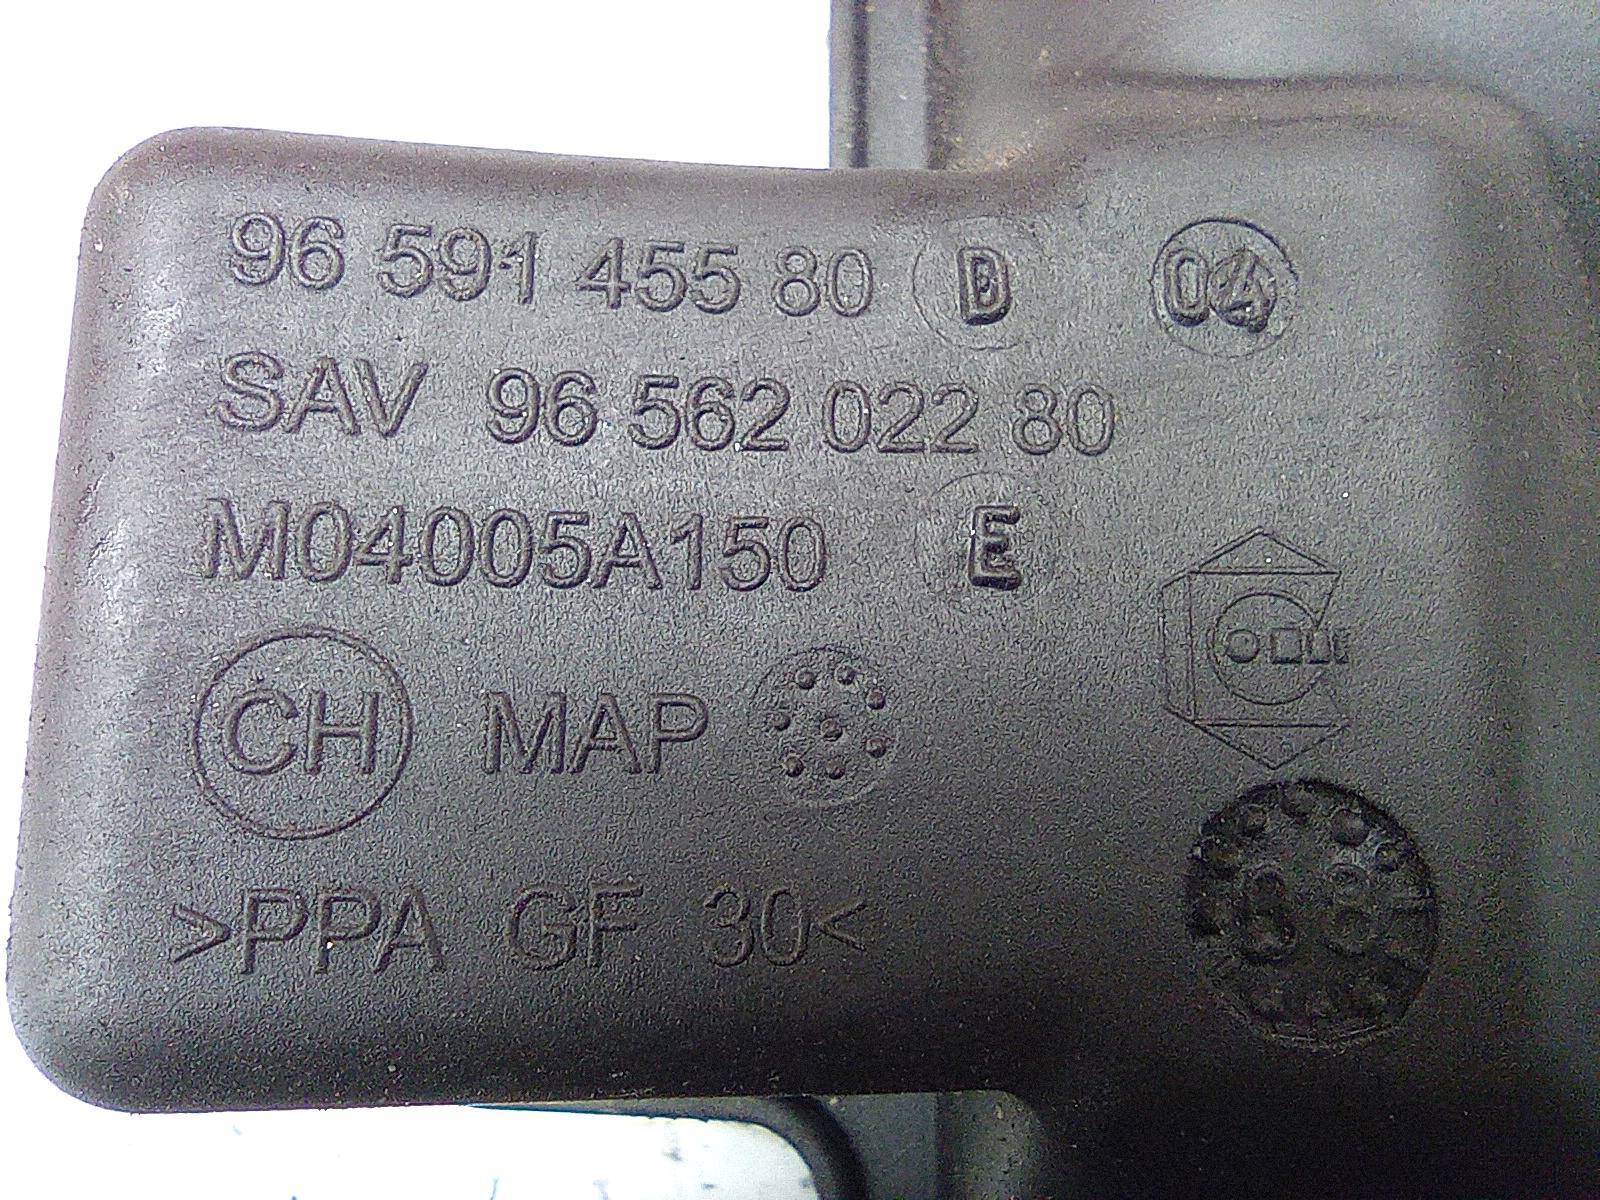 96 591 455 80 D 04
SAV 96 562 022 80
M04005A150 E
CH MAP
>PPA GF 30<